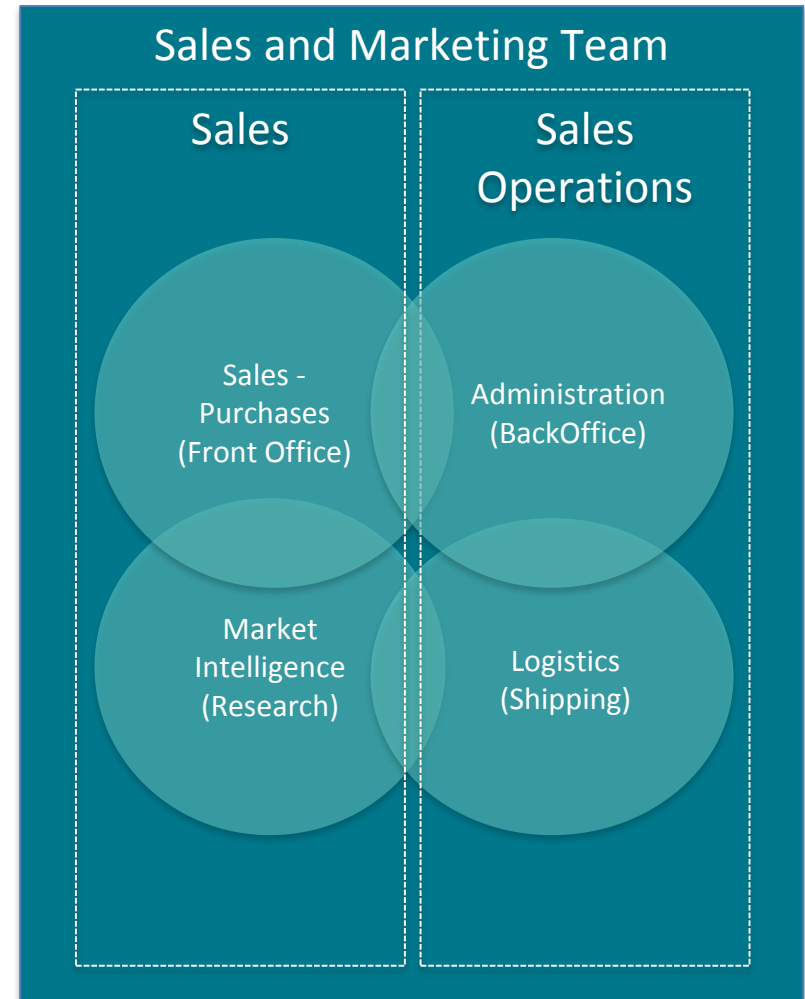 Sales and Marketing Team
Sales
Sales
Operations
Sales -
Purchases
(Front Office)
Administration
(BackOffice)
Market
Intelligence
(Research)
Logistics
(Shipping)